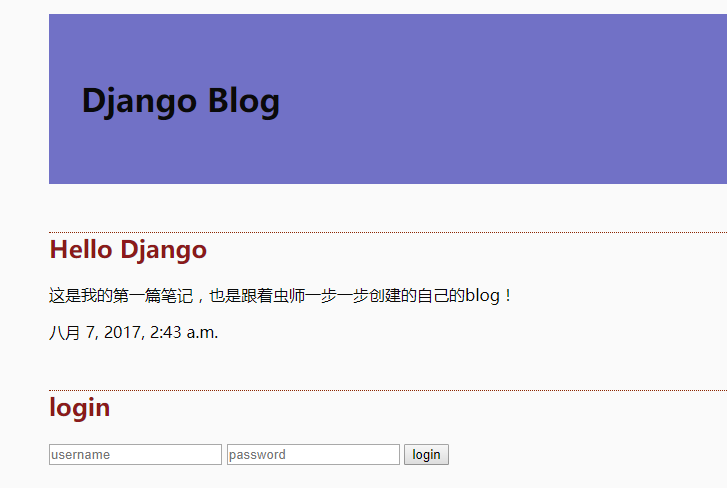 Django Blog
Hello Django
这是我的第一篇笔记，也是跟着虫师一步一步创建的自己的blog！
八月 7, 2017, 2:43 a.m.
login
username password login